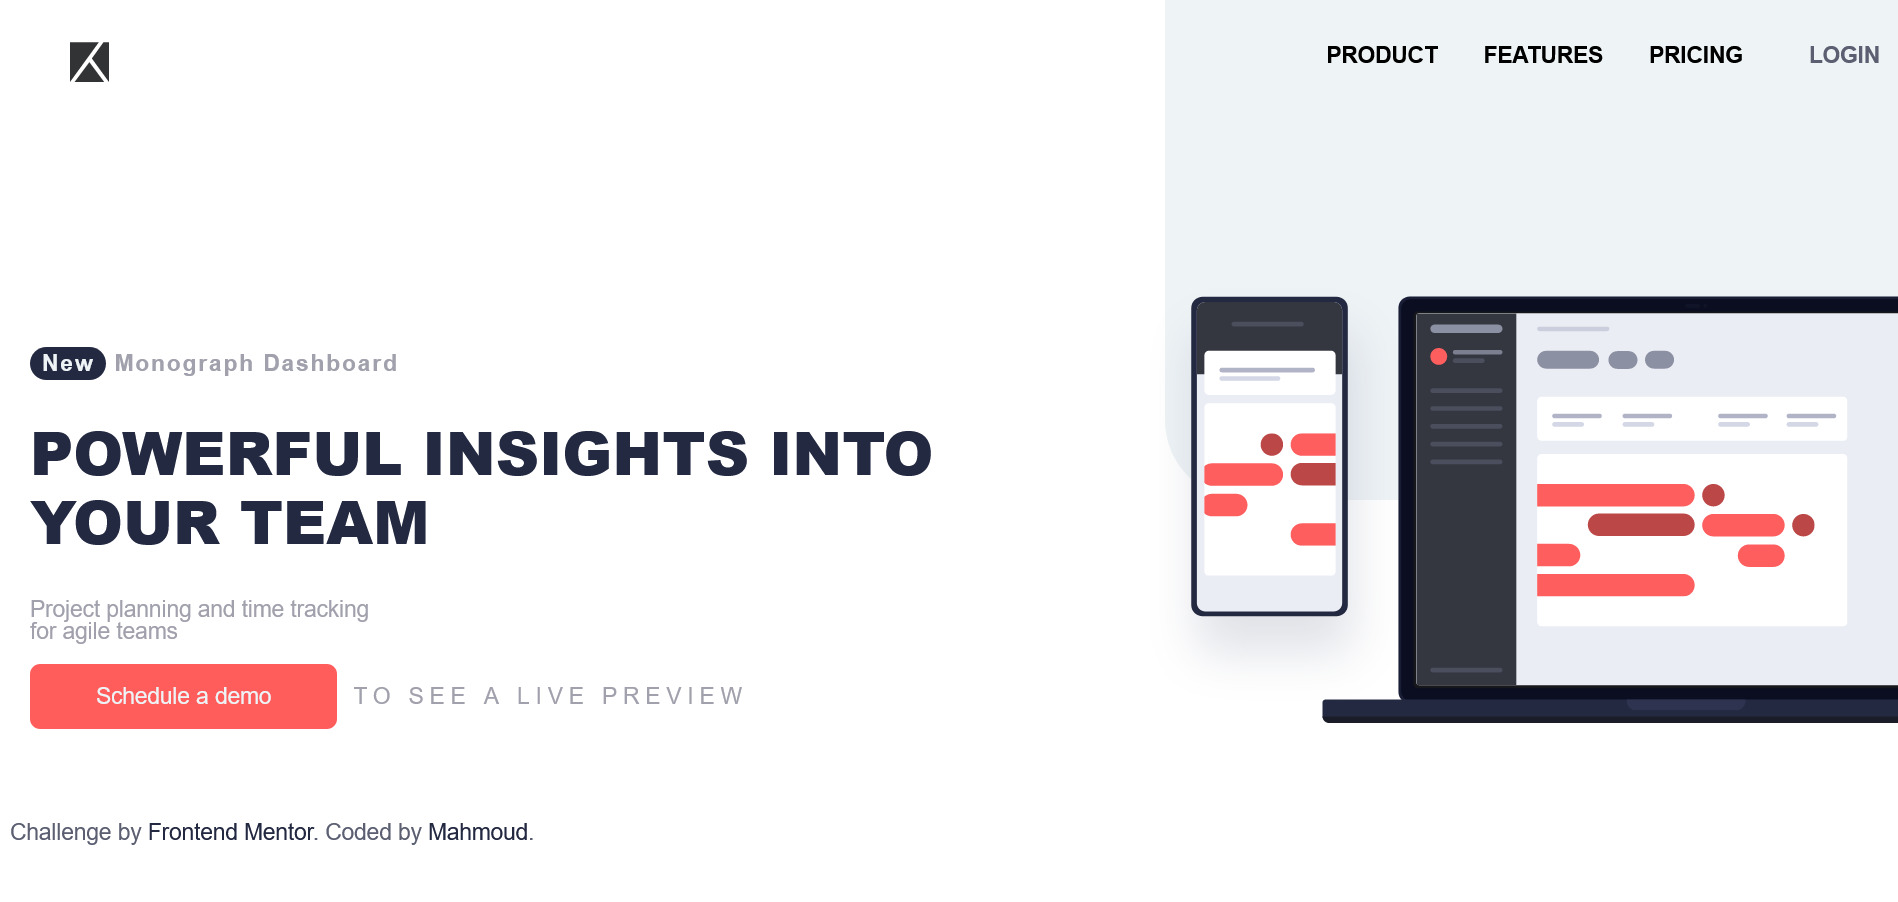 PRODUCT FEATURES PRICING LOGIN
New Monograph Dashboard
POWERFUL INSIGHTS INTO
YOUR TEAM
Project planning and time tracking
for agile teams
Schedule a demo TO SEE A LIVE PREVIEW
Challenge by Frontend Mentor. Coded by Mahmoud.